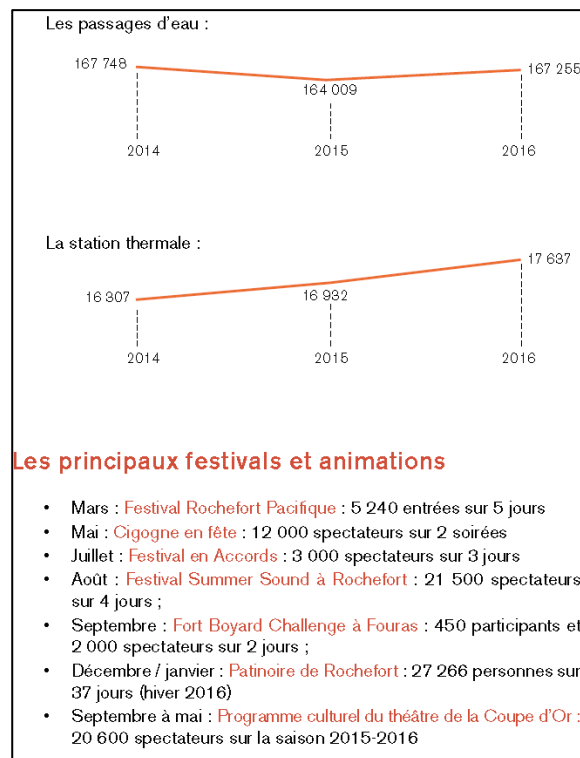 Les passages d'eau :
167 748
167 255
164 009
2014
2015
2016
La station thermale :
17 637
16 307
16 932
2014
2015
2016
Les principaux festivals et animations
• Mars : Festival Rochefort Pacifique : 5 240 entrées sur 5 jours
• Mai : Cigogne en fête : 12 000 spectateurs sur 2 soirées
• Juillet : Festival en Accords : 3 000 spectateurs sur 3 jours
• Août : Festival Summer Sound à Rochefort : 21 500 spectateurs
sur 4 jours ;
• Septembre : Fort Boyard Challenge à Fouras : 450 participants et
2 000 spectateurs sur 2 jours ;
• Décembre / janvier : Patinoire de Rochefort : 27 266 personnes sur
37 jours (hiver 2016)
• Septembre à mai : Programme culturel du théâtre de la Coupe d'Or :
20 600 spectateurs sur la saison 2015-2016